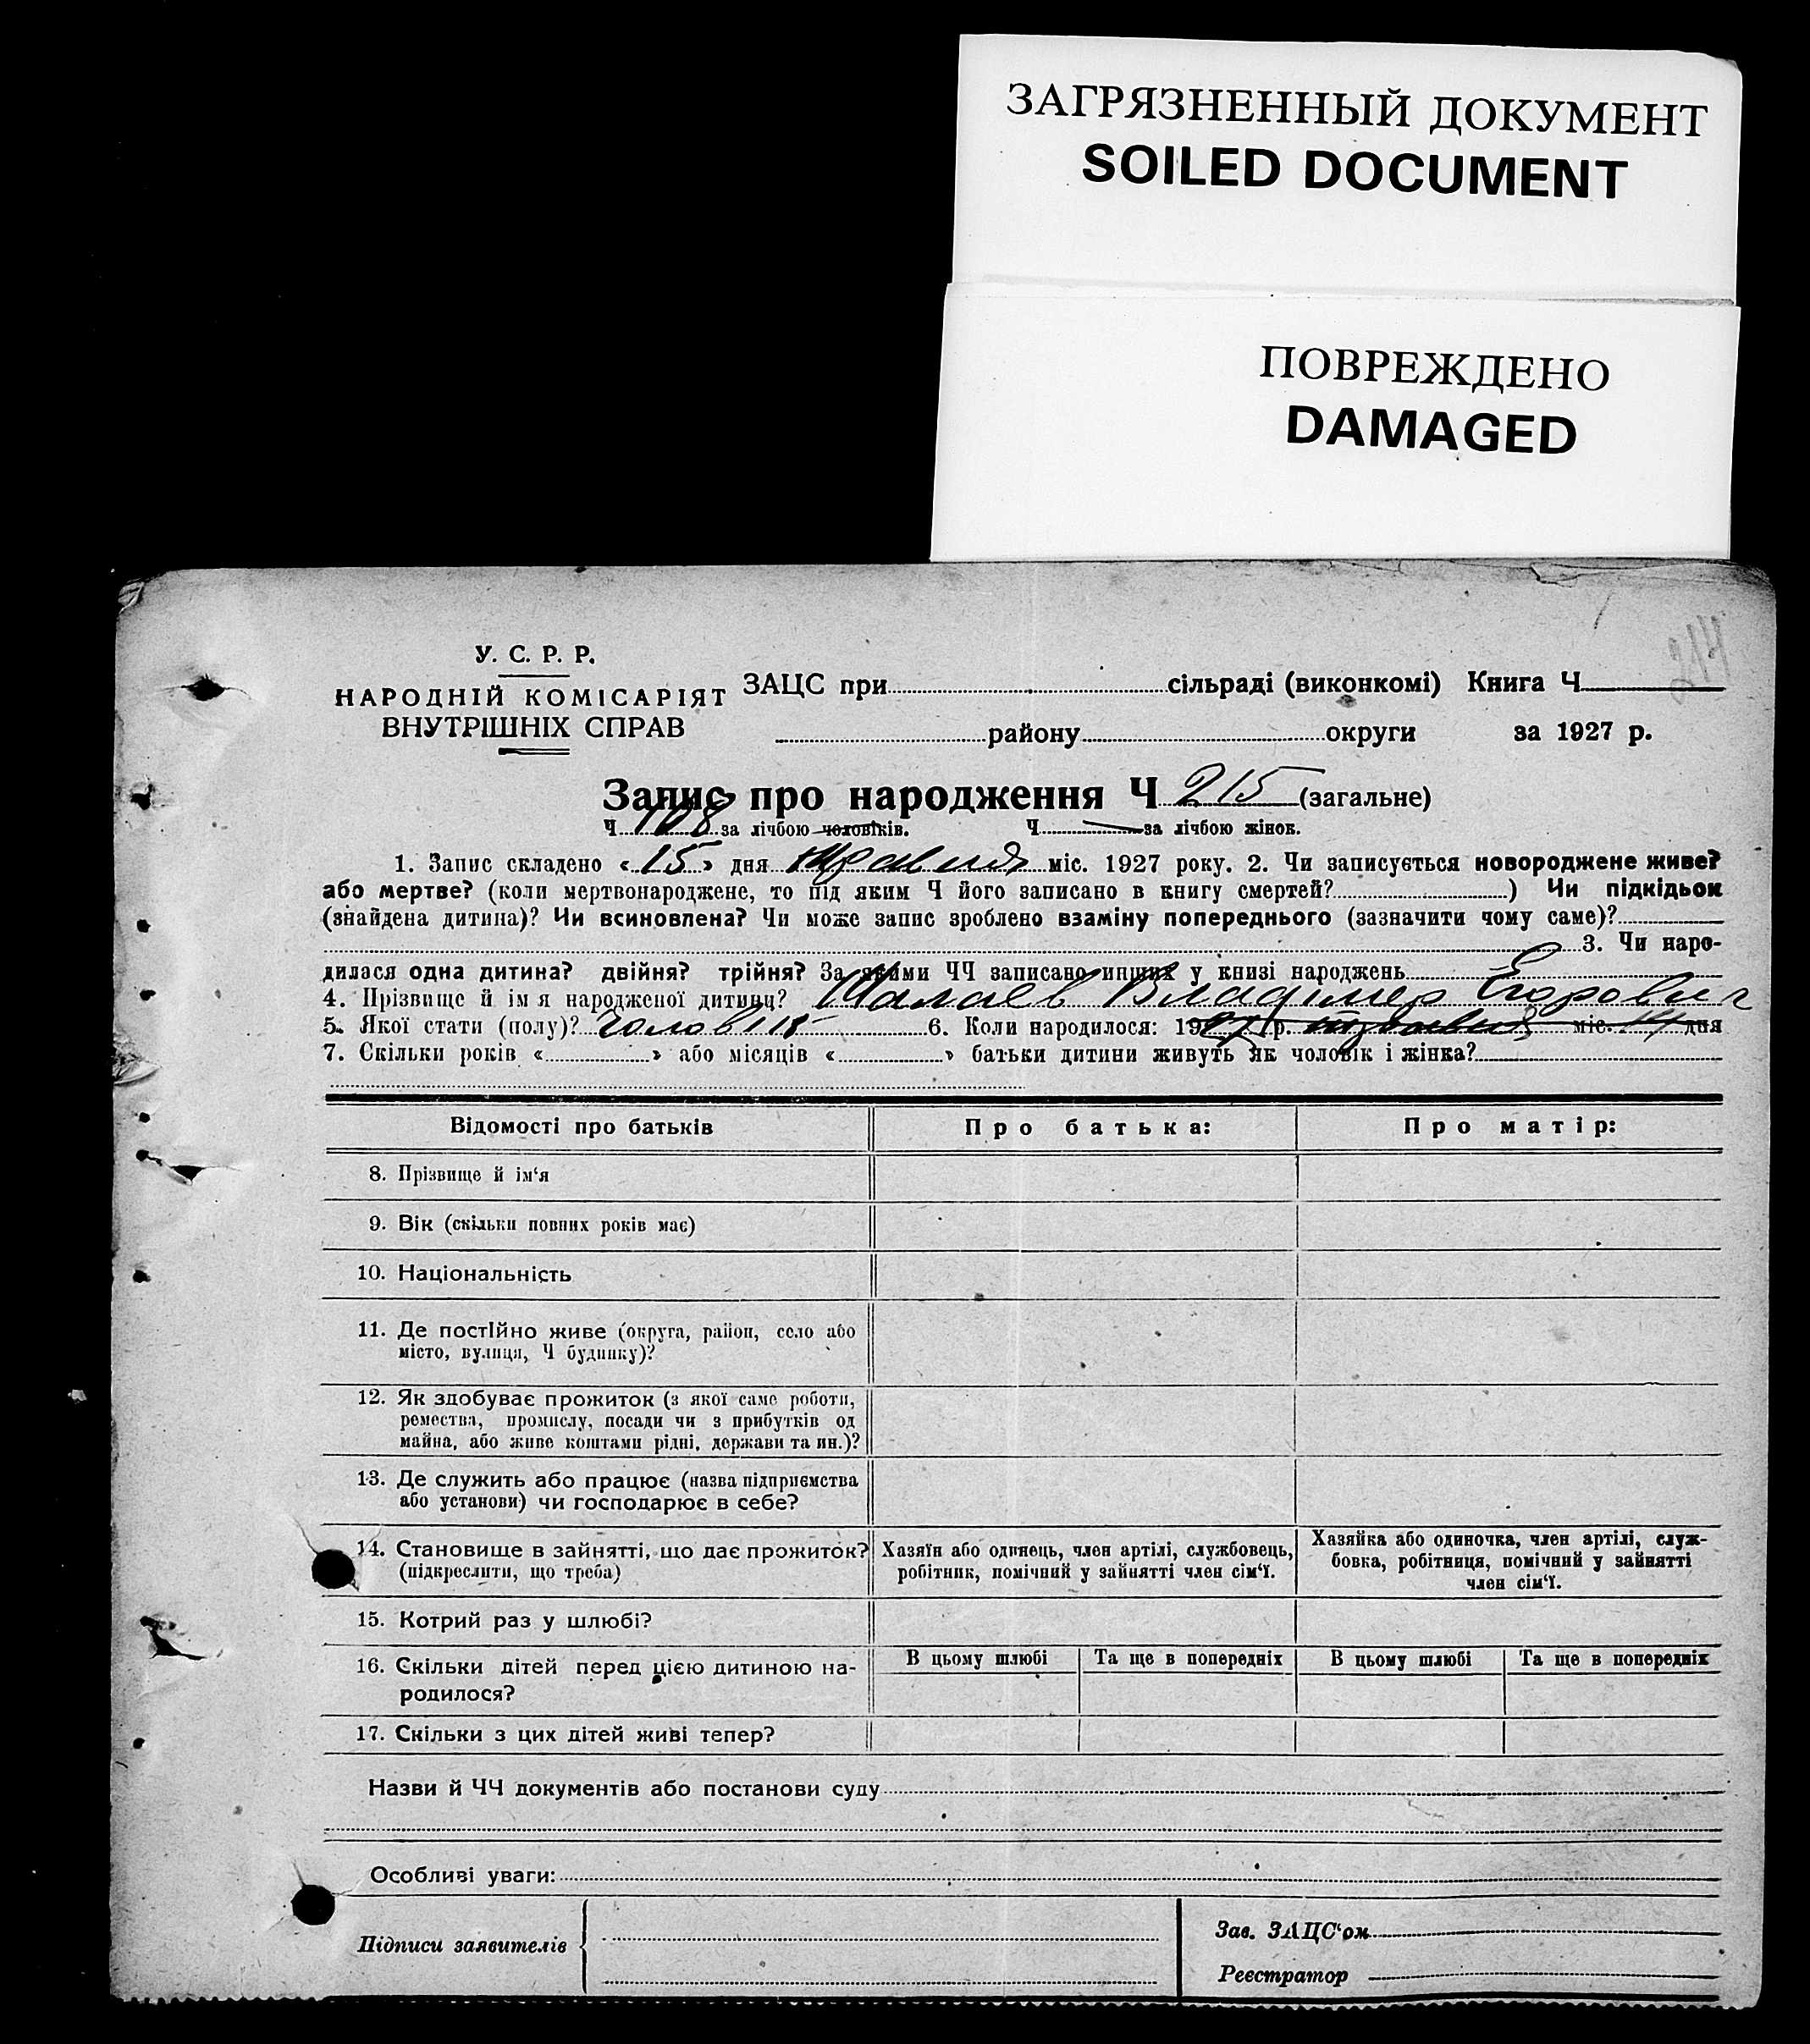 ЗАГРЯЗНЕННЫЙ ДОКУМЕНТ
SOILED DOCUMENT
ПОВРЕЖДЕНО
DAMAGED
У. С. Р. Р.
НАРОДНІЙ КОМІСАРІЯТ
ВНУТРІШНІХ СПРАВ
ЗАЦС при сільраді (виконкомі) Книга Ч
району округи за 1927 р.
Запис про народження Ч 215 (загальне)
Ч 108 за лічбою чоловіків. Ч за лічбою жінок.
1. Запис складено «15» дня травня міс. 1927 року. 2. Чи записується новороджене живе?
або мертве? (коли мертвонароджене, то під яким Ч його записано в книгу смертей? ) Чи підкідьок
(знайдена дитина)? Чи всиновлена? Чи може запис зроблено взаміну попереднього (зазначити чому саме)?
3. Чи наро-
дилася одна дитина? двійня? трійня? За якими ЧЧ записано инших у книзі народжень
4. Прізвище й ім я народженої дитини? Владімер Єгорович
5. Якої стати (полу)? 6. Коли народилося: 1927 р. міс. 14 дня
7. Скільки років « » або місяців « » батьки дитини живуть як чоловік і жінка?
Відомості про батьків
Про батька:
Про матір:
8. Прізвище й ім‘я
9. Вік (скільки повних років має)
10. Національність
11. Де постійно живе (округа, район, село або
місто, вулиця, Ч будинку)?
12. Як здобуває прожиток (з якої саме роботи,
ремества, промислу, посади чи з прибутків од
майна, або живе коштами рідні, держави та ин.)?
13. Де служить або працює (назва підприємства
або установи) чи господарює в себе?
14. Становище в зайнятті, що дає прожиток?
(підкреслити, що треба)
Хазяїн або одинець, член артілі, службовець,
робітник, помічний у зайнятті член сім‘ї.
Хазяйка або одиночка, член артілі, служ-
бовка, робітниця, помічний у зайнятті
член сім‘ї.
15. Котрий раз у шлюбі?
16. Скільки дітей перед цією дитиною на-
родилося?
В цьому шлюбі
Та ще в попередніх
В цьому шлюбі
Та ще в попередніх
17. Скільки з цих дітей живі тепер?
Назви й ЧЧ документів або постанови суду
Особливі уваги:
Підписи заявителів
Зав. ЗАЦС‘ом
Реєстратор